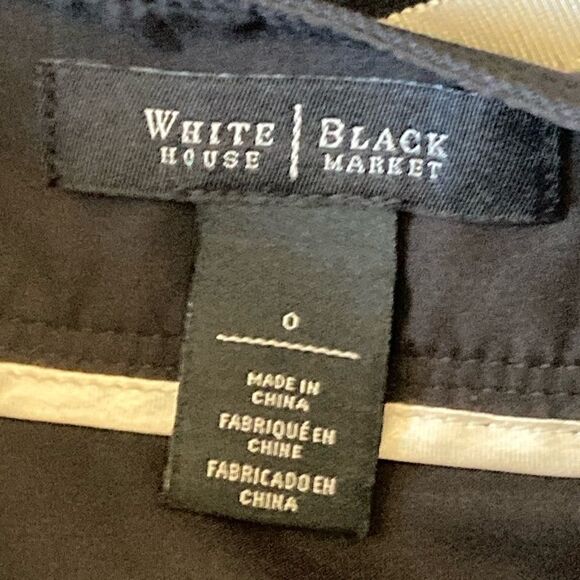 WHITE | BLACK
HOUSE | MARKET
0
MADE IN
CHINA
FABRIQUÉ EN
CHINE
FABRICADO EN
CHINA